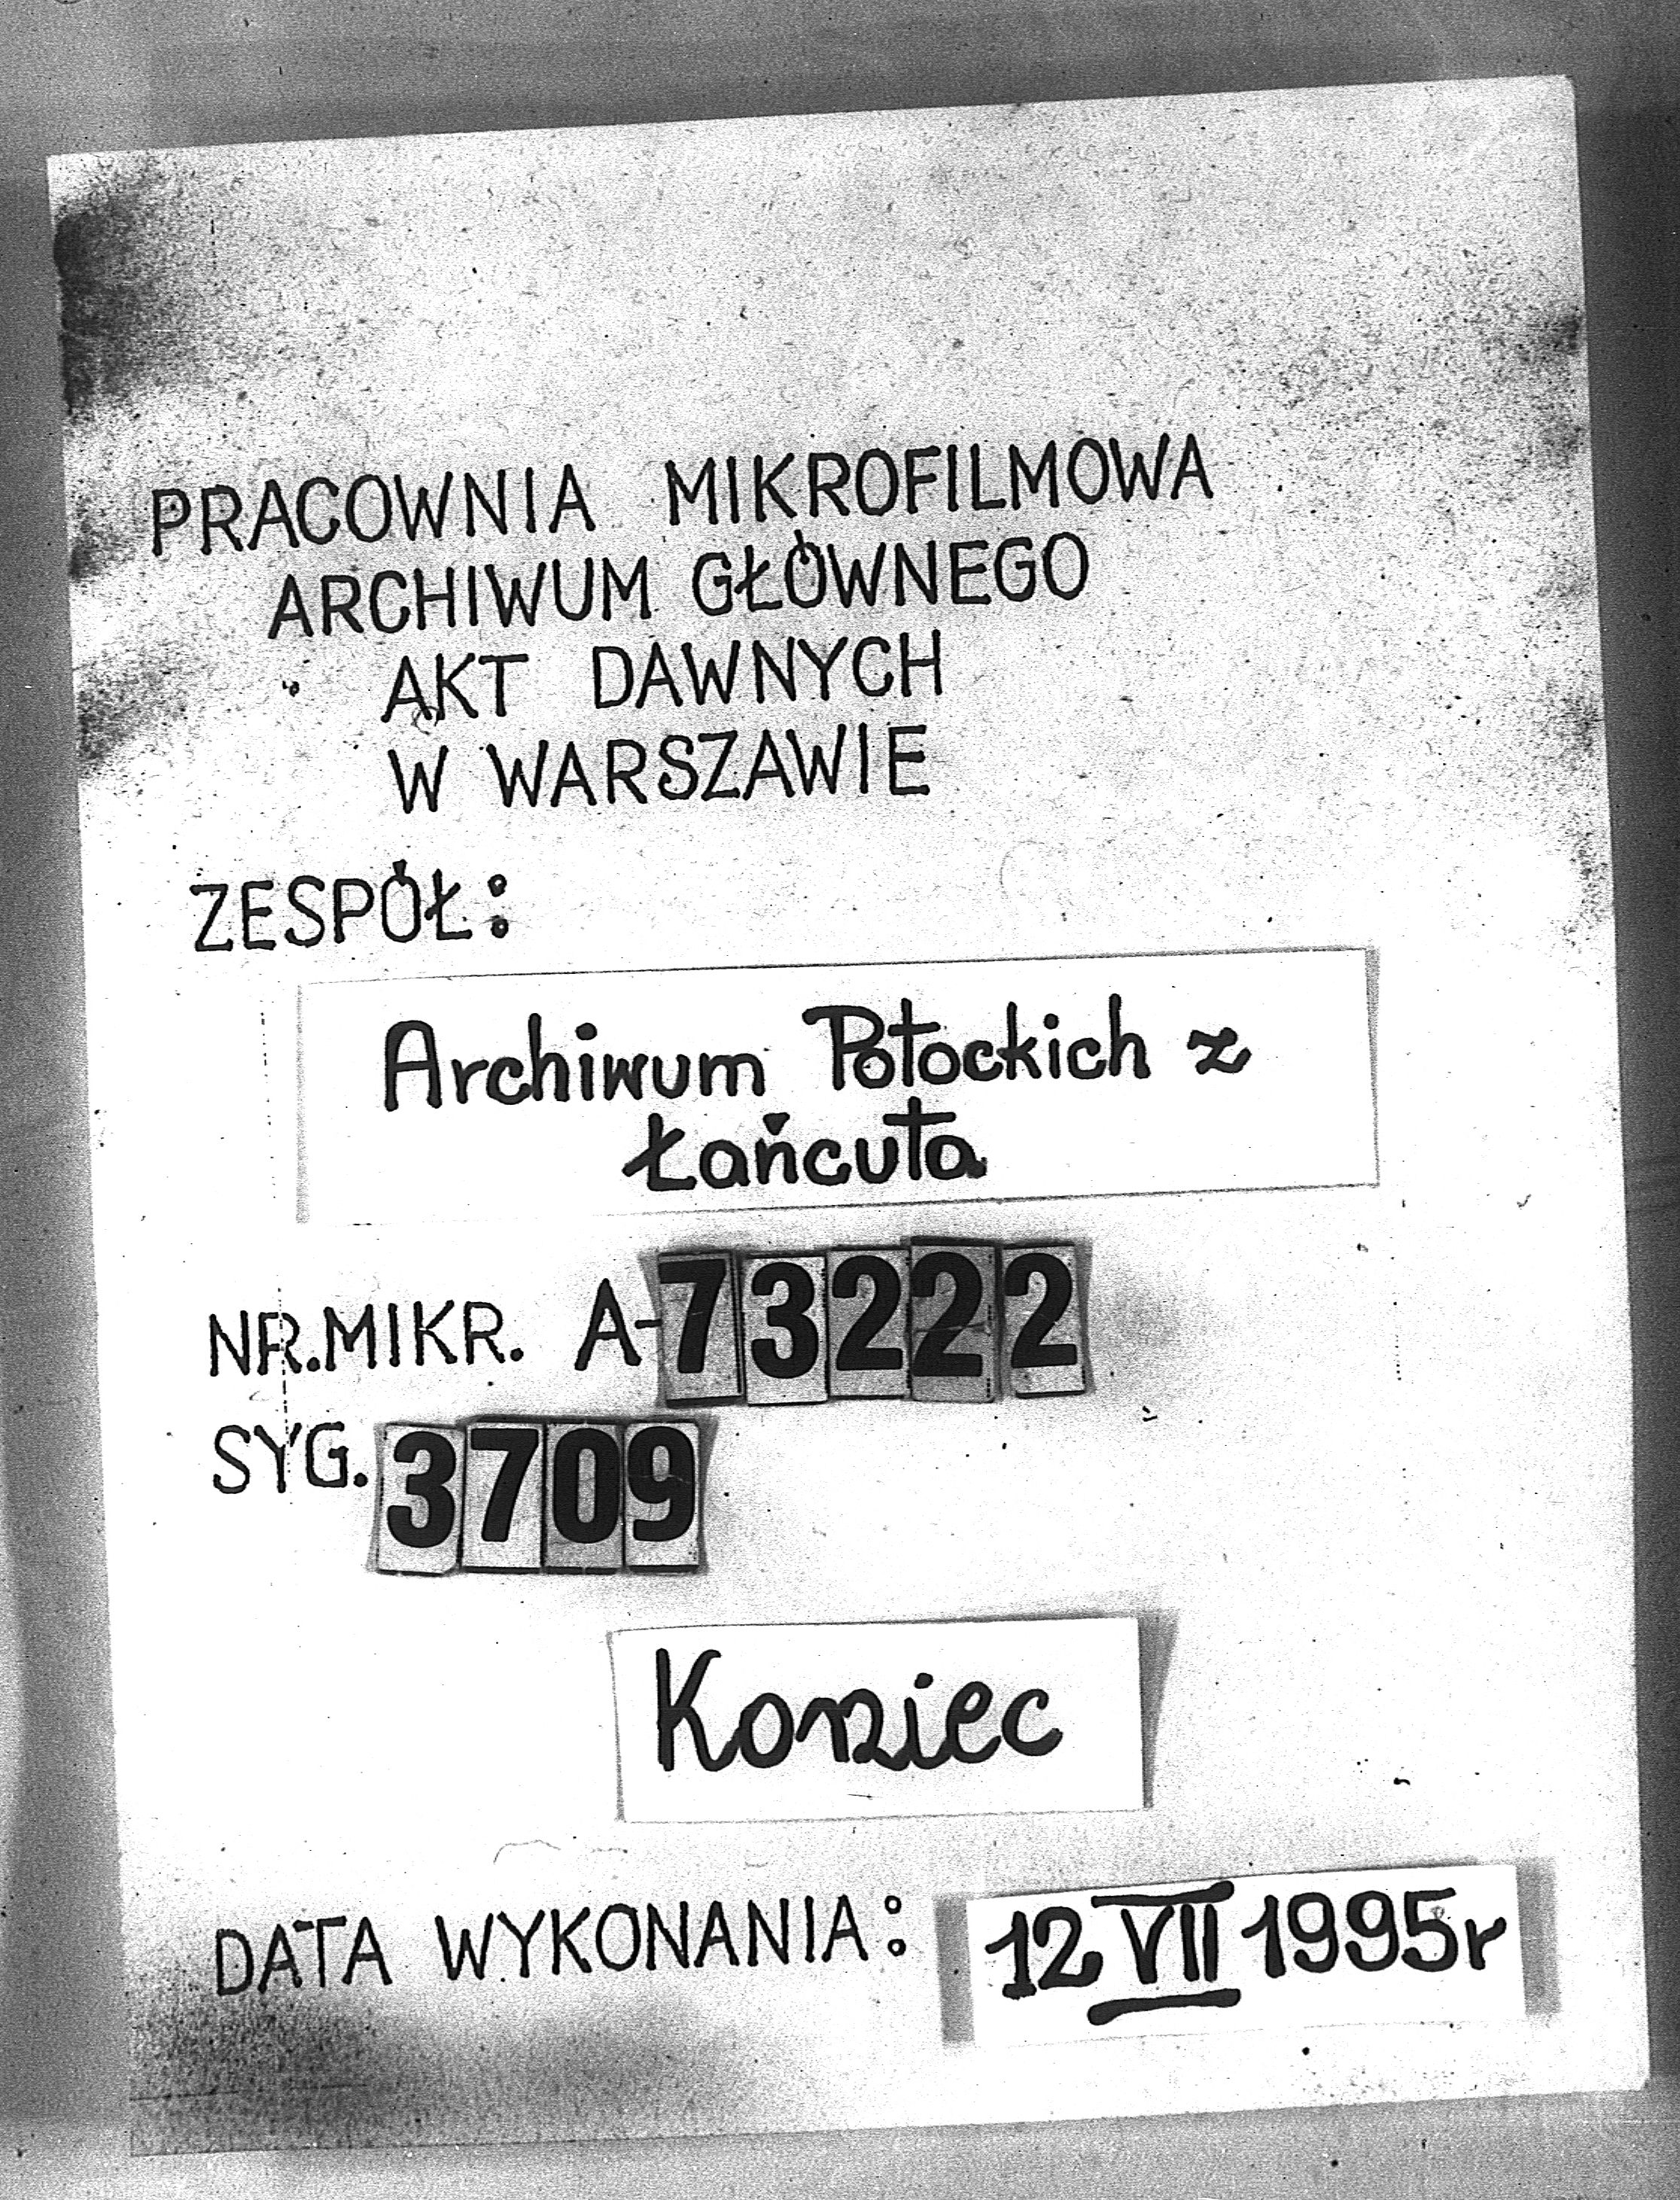 PRACOWNIA MIKROFILMOWA
ARCHIWUM GŁÓWNEGO
AKT DAWNYCH
W WARSZAWIE
ZESPÓŁ:
Archiwum Potockich z
Łańcuta
NR.MIKR. A-73222
SYG. 3709
Koniec
DATA WYKONANIA: 12 VII 1995r